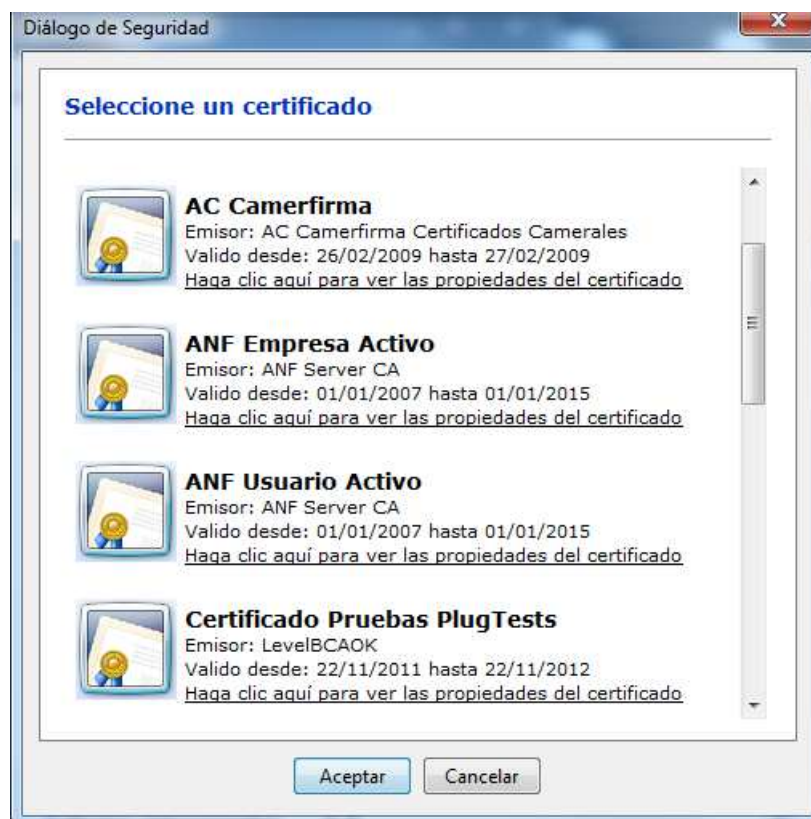 Diálogo de Seguridad
Seleccione un certificado
AC Camerfirma
Emisor: AC Camerfirma Certificados Camerales
Valido desde: 26/02/2009 hasta 27/02/2009
Haga clic aquí para ver las propiedades del certificado
ANF Empresa Activo
Emisor: ANF Server CA
Valido desde: 01/01/2007 hasta 01/01/2015
Haga clic aquí para ver las propiedades del certificado
ANF Usuario Activo
Emisor: ANF Server CA
Valido desde: 01/01/2007 hasta 01/01/2015
Haga clic aquí para ver las propiedades del certificado
Certificado Pruebas PlugTests
Emisor: LevelBCAOK
Valido desde: 22/11/2011 hasta 22/11/2012
Haga clic aquí para ver las propiedades del certificado
Aceptar Cancelar